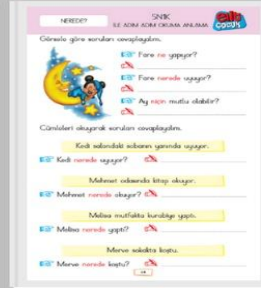 NEREDE?
5N1K
İLE ADIM ADIM OKUMA ANLAMA
Çocuk
Görsele göre soruları cevaplayalım.
Fare ne yapıyor?
Fare nerede uyuyor?
Ay niçin mutlu olabilir?
Cümleleri okuyarak soruları cevaplayalım.
Kedi salondaki sobanın yanında uyuyor.
Kedi nerede uyuyor?
Mehmet odasında kitap okuyor.
Mehmet nerede okuyor?
Melisa mutfakta kurabiye yaptı.
Melisa nerede yaptı?
Merve sokakta koştu.
Merve nerede koştu?